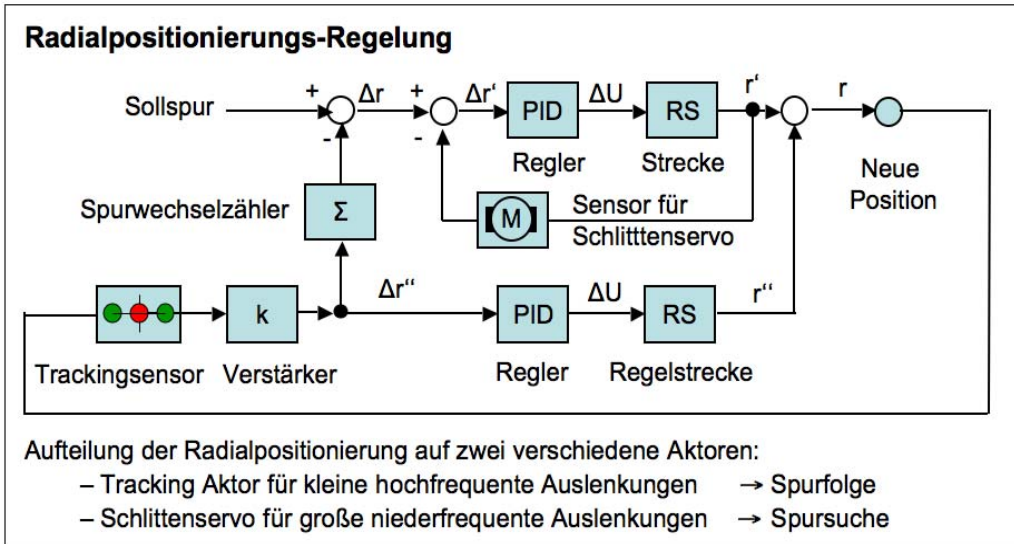 Radialpositionierungs-Regelung
Sollspur
+
-
Δr
+
-
Δr‘
PID
ΔU
RS
r‘
r
Regler
Strecke
Neue
Position
Spurwechselzähler
Σ
M
Sensor für
Schlitttenservo
Δr“
k
PID
ΔU
RS
r“
Trackingsensor
Verstärker
Regler
Regelstrecke
Aufteilung der Radialpositionierung auf zwei verschiedene Aktoren:
– Tracking Aktor für kleine hochfrequente Auslenkungen → Spurfolge
– Schlittenservo für große niederfrequente Auslenkungen → Spursuche